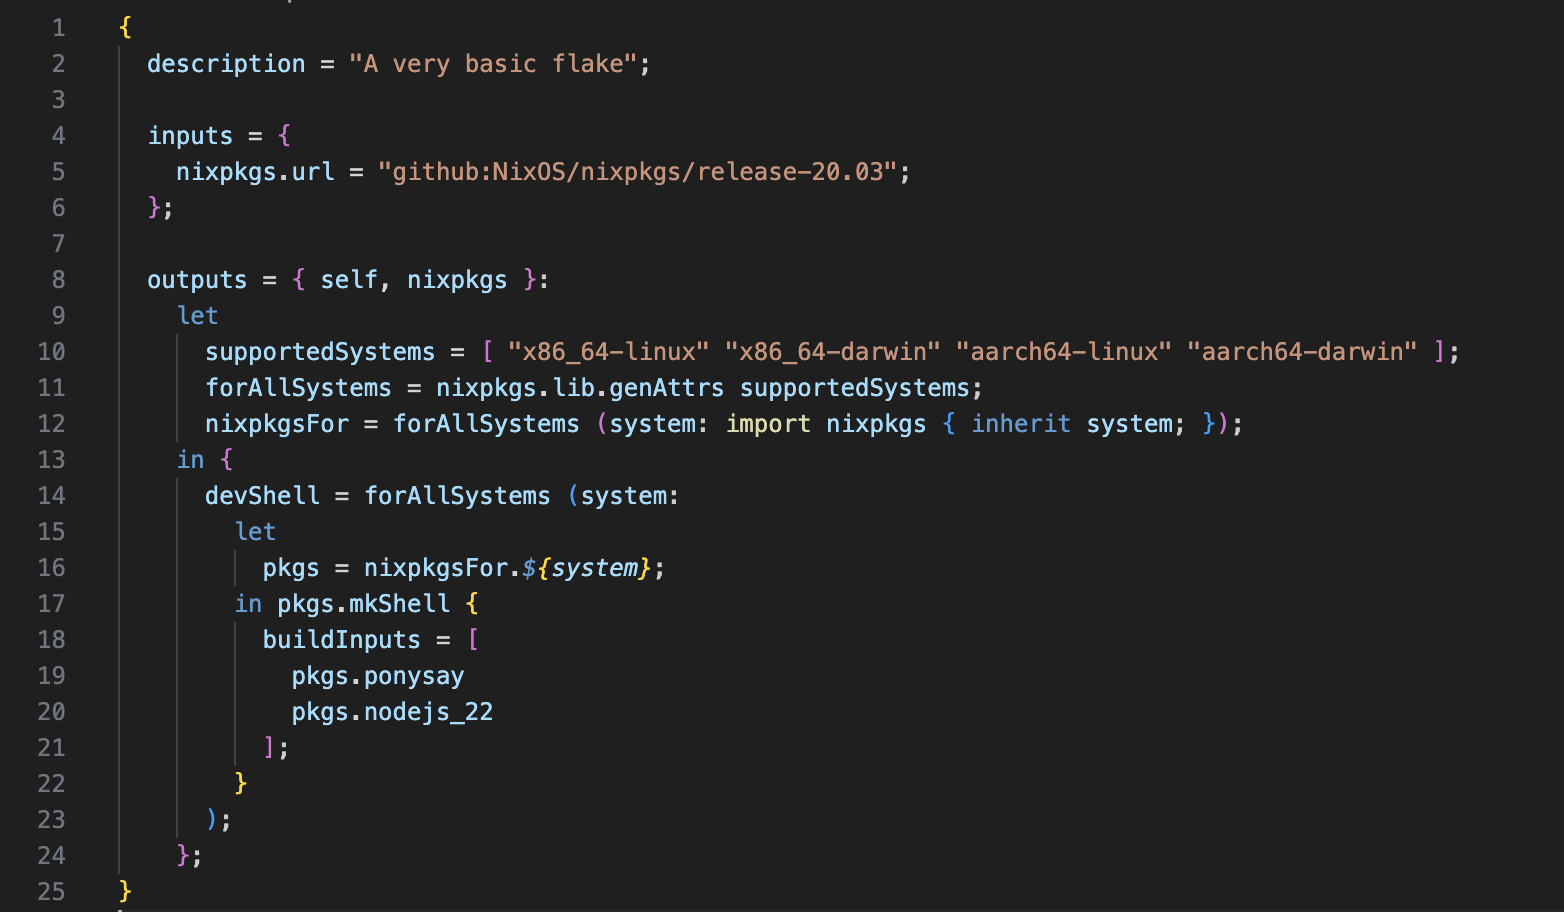 1 {
2   description = "A very basic flake";
3
4   inputs = {
5     nixpkgs.url = "github:NixOS/nixpkgs/release-20.03";
6   };
7
8   outputs = { self, nixpkgs }:
9     let
10       supportedSystems = [ "x86_64-linux" "x86_64-darwin" "aarch64-linux" "aarch64-darwin" ];
11       forAllSystems = nixpkgs.lib.genAttrs supportedSystems;
12       nixpkgsFor = forAllSystems (system: import nixpkgs { inherit system; });
13     in {
14       devShell = forAllSystems (system:
15         let
16           pkgs = nixpkgsFor.${system};
17         in pkgs.mkShell {
18           buildInputs = [
19             pkgs.ponysay
20             pkgs.nodejs_22
21           ];
22         }
23       );
24     };
25 }